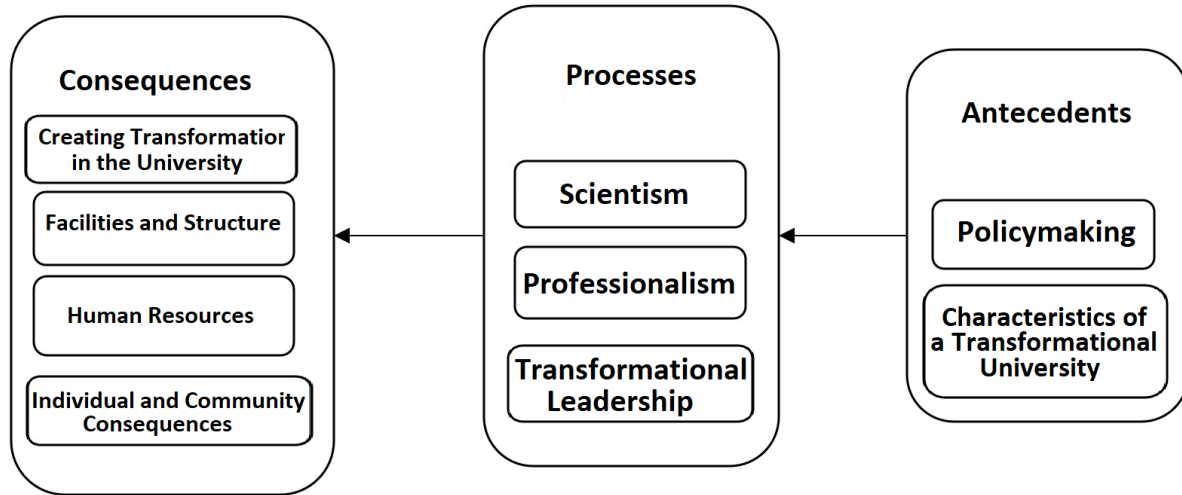 Consequences
Creating Transformation
in the University
Facilities and Structure
Human Resources
Individual and Community
Consequences
Processes
Scientism
Professionalism
Transformational
Leadership
Antecedents
Policymaking
Characteristics of
a Transformational
University